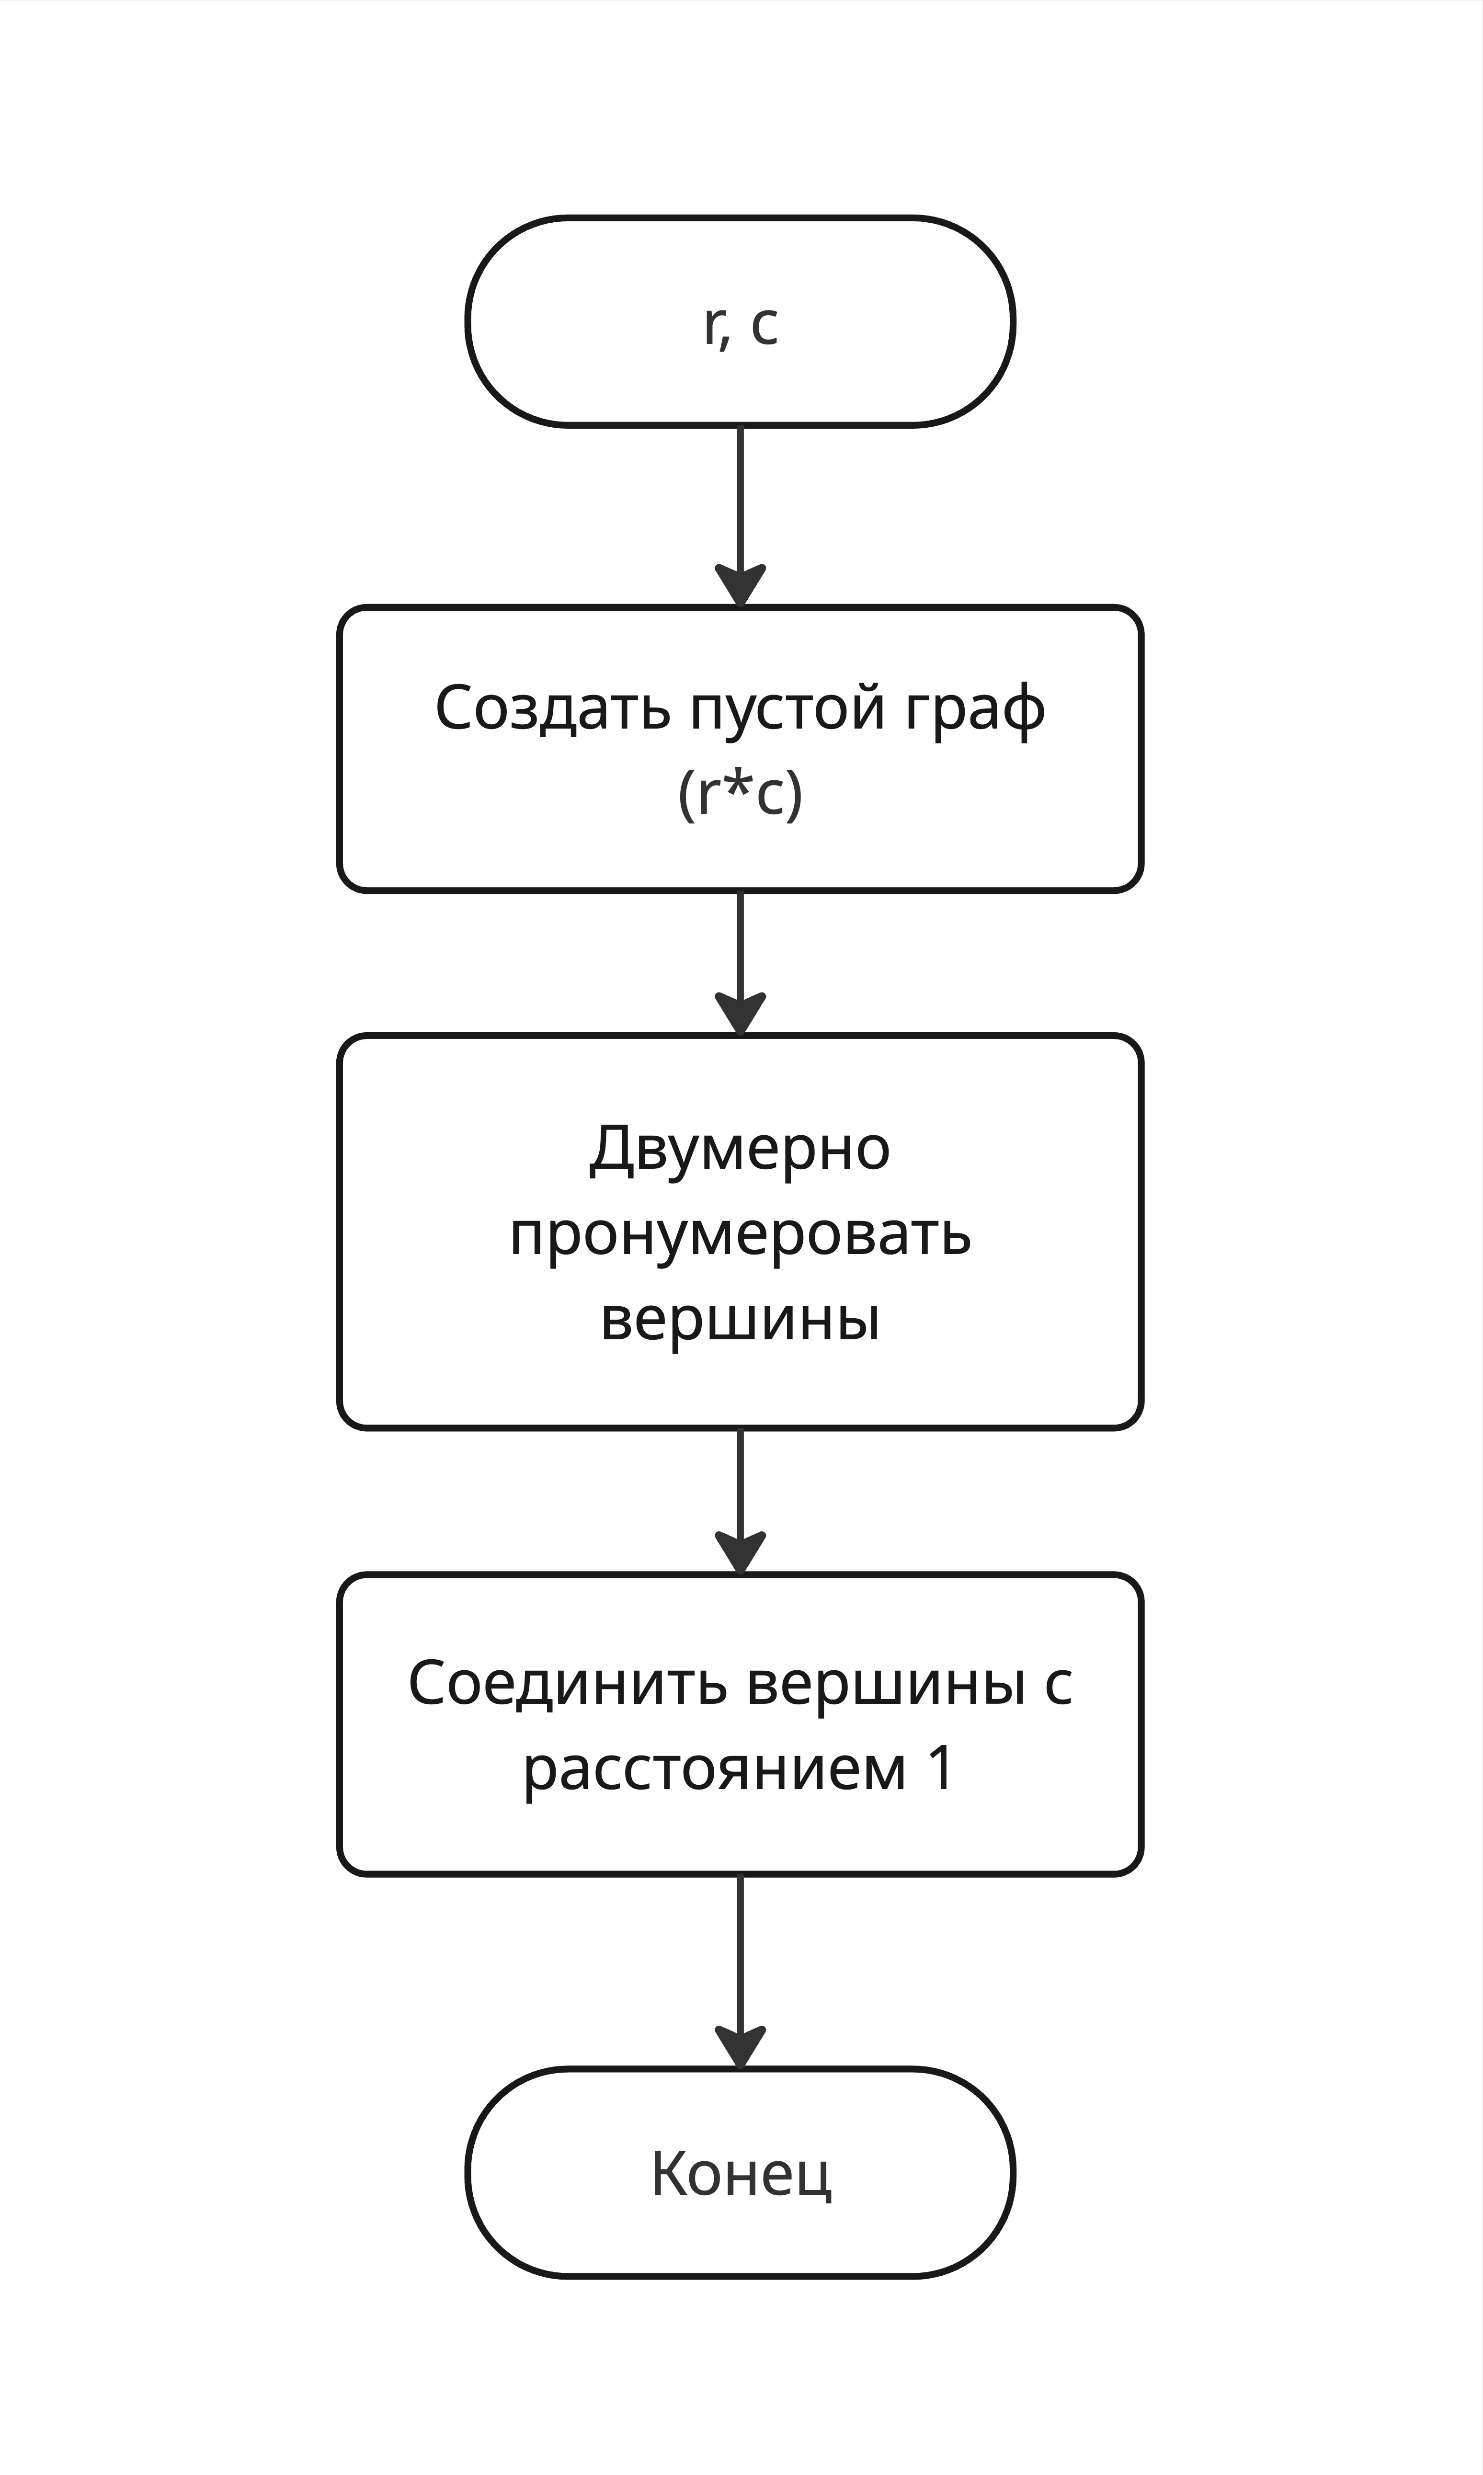 r, c
Создать пустой граф
(r*c)
Двумерно
пронумеровать
вершины
Соединить вершины с
расстоянием 1
Конец